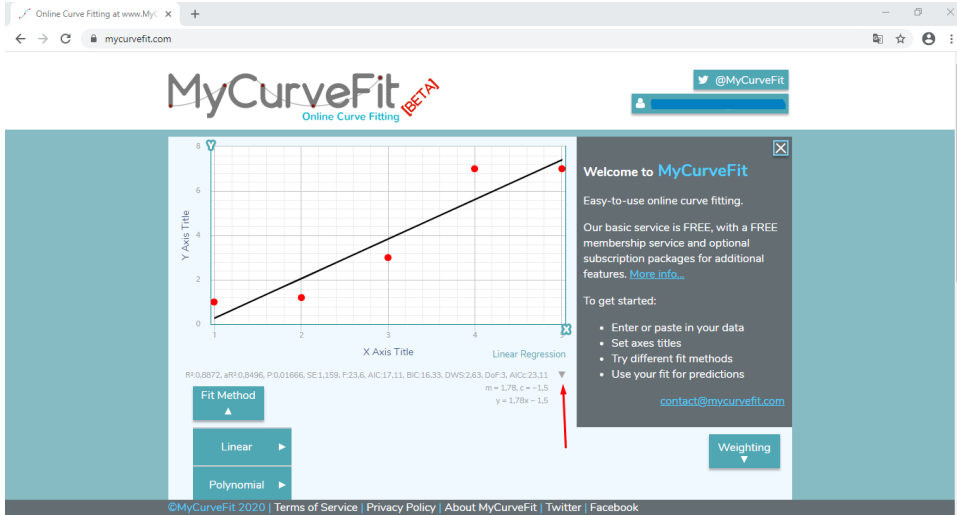 Online Curve Fitting at www.MyC
mycurvefit.com
MyCurveFit [BETA]
Online Curve Fitting
@MyCurveFit
Y
8
6
4
2
0
Y Axis Title
1 2 3 4 5
X
X Axis Title
Linear Regression
R²:0,8872, aR²:0,8496, P:0,01666, SE:1,159, F:23,6, AIC:17,11, BIC:16,33, DWS:2,63, DoF:3, AICc:23,11 ▼
m = 1,78, c = −1,5
y = 1,78x − 1,5
Fit Method
▲
Linear ►
Polynomial ►
Welcome to MyCurveFit
Easy-to-use online curve fitting.
Our basic service is FREE, with a FREE
membership service and optional
subscription packages for additional
features. More info...
To get started:
• Enter or paste in your data
• Set axes titles
• Try different fit methods
• Use your fit for predictions
contact@mycurvefit.com
Weighting
▼
©MyCurveFit 2020 | Terms of Service | Privacy Policy | About MyCurveFit | Twitter | Facebook